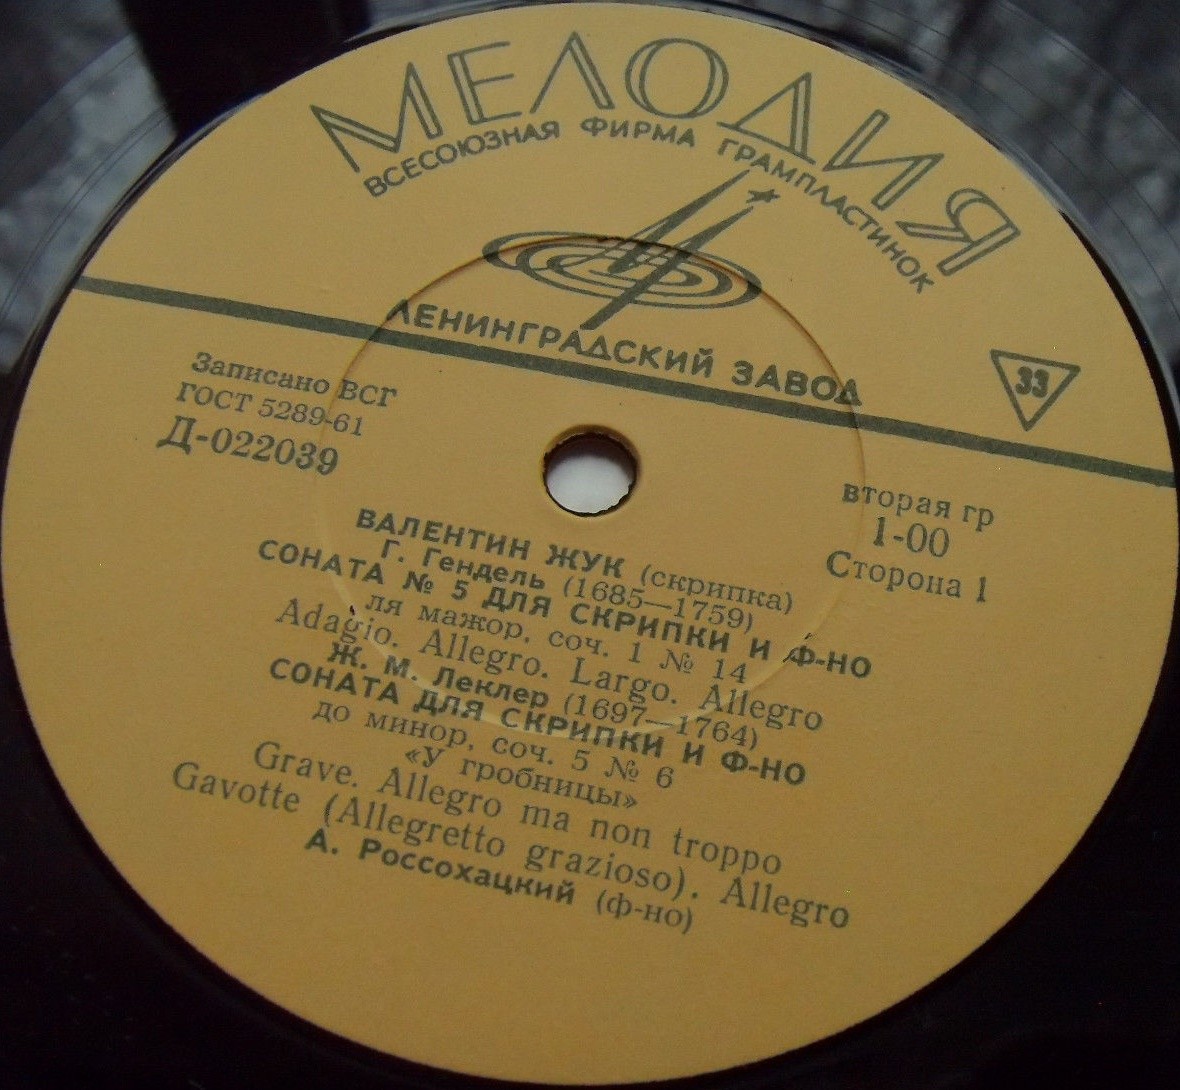 МЕЛОДИЯ
ВСЕСОЮЗНАЯ ФИРМА ГРАМПЛАСТИНОК
ЛЕНИНГРАДСКИЙ ЗАВОД
33
Записано ВСГ
ГОСТ 5289-61
Д-022039
вторая гр
1-00
Сторона 1
ВАЛЕНТИН ЖУК (скрипка)
Г. Гендель (1685—1759)
СОНАТА № 5 ДЛЯ СКРИПКИ И Ф-НО
ля мажор, соч. 1 № 14
Adagio. Allegro. Largo. Allegro
Ж. М. Леклер (1697—1764)
СОНАТА ДЛЯ СКРИПКИ И Ф-НО
до минор, соч. 5 № 6
«У гробницы»
Grave. Allegro ma non troppo
Gavotte (Allegretto grazioso). Allegro
А. Россохацкий (ф-но)